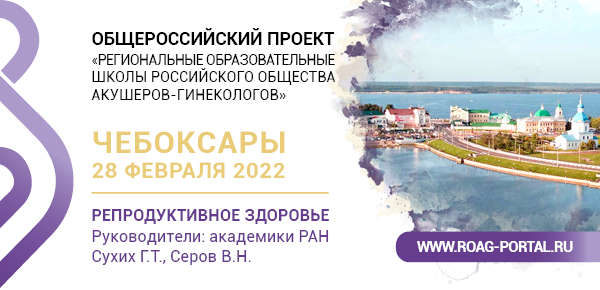 ОБЩЕРОССИЙСКИЙ ПРОЕКТ
«РЕГИОНАЛЬНЫЕ ОБРАЗОВАТЕЛЬНЫЕ
ШКОЛЫ РОССИЙСКОГО ОБЩЕСТВА
АКУШЕРОВ-ГИНЕКОЛОГОВ»
ЧЕБОКСАРЫ
28 ФЕВРАЛЯ 2022
РЕПРОДУКТИВНОЕ ЗДОРОВЬЕ
Руководители: академики РАН
Сухих Г.Т., Серов В.Н.
WWW.ROAG-PORTAL.RU